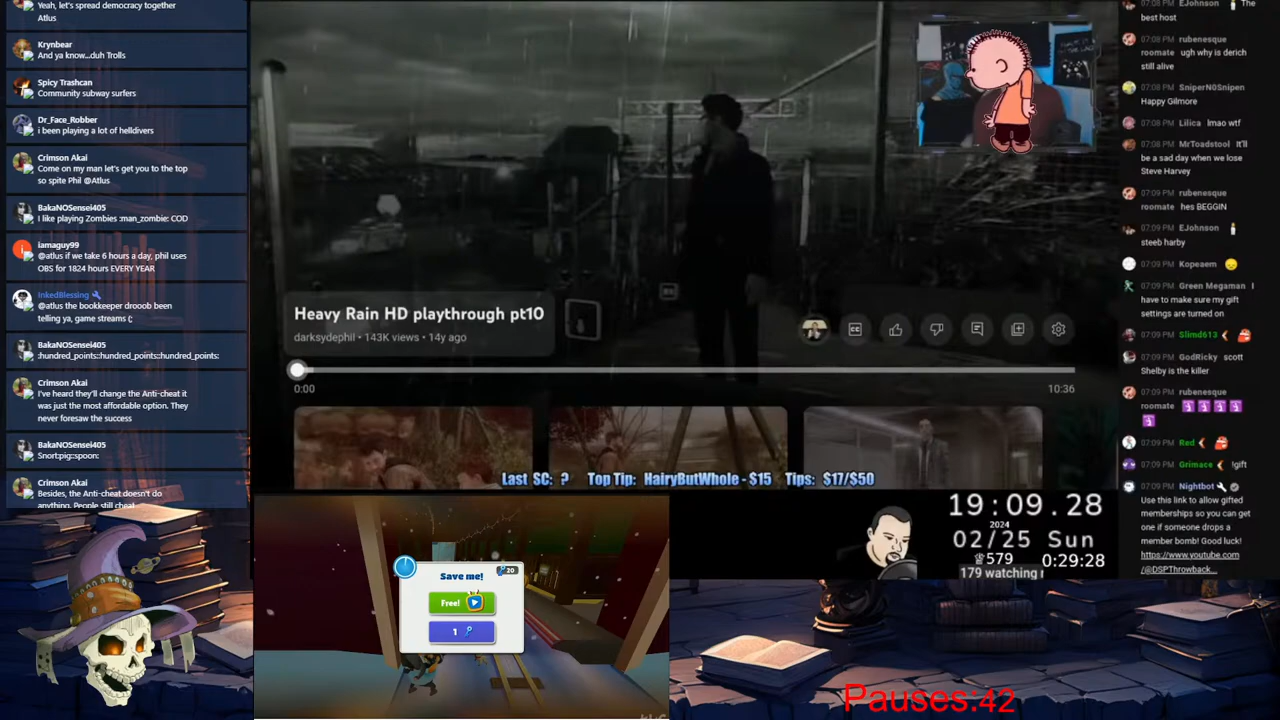 Yeah, let's spread democracy together
Atlus
Krynbear
And ya know...duh Trolls
Spicy Trashcan
Community subway surfers
Dr_Face_Robber
i been playing a lot of helldivers
Crimson Akai
Come on my man let's get you to the top
so spite Phil @Atlus
BakaNOSensei405
I like playing Zombies :man_zombie: COD
iamaguy99
@atlus if we take 6 hours a day, phil uses
OBS for 1824 hours EVERY YEAR
InkedBlessing
@atlus the bookkeeper drooob been
telling ya, game streams (;
BakaNOSensei405
:hundred_points::hundred_points::hundred_points:
Crimson Akai
I've heard they'll change the Anti-cheat it
was just the most affordable option. They
never foresaw the success
BakaNOSensei405
Snort:pig::spoon:
Crimson Akai
Besides, the Anti-cheat doesn't do
anything. People still cheat
Heavy Rain HD playthrough pt10
darksydephil • 143K views • 14y ago
CC
0:00
10:36
Last SC: ? Top Tip: HairyButWhole - $15 Tips: $17/$50
Save me!
20
Free!
1
19:09.28
2024
02/25 Sun
579
0:29:28
179 watching
Pauses:42
07:08 PM EJohnson The
best host
07:08 PM rubenesque
roomate ugh why is derich
still alive
07:08 PM SniperN0Snipen
Happy Gilmore
07:08 PM Lilica lmao wtf
07:08 PM MrToadstool It'll
be a sad day when we lose
Steve Harvey
07:09 PM rubenesque
roomate hes BEGGIN
07:09 PM EJohnson
steeb harby
07:09 PM Kopeaem
07:09 PM Green Megaman I
have to make sure my gift
settings are turned on
07:09 PM Slimd613
07:09 PM GodRicky scott
Shelby is the killer
07:09 PM rubenesque
roomate
07:09 PM Red
07:09 PM Grimace !gift
07:09 PM Nightbot
Use this link to allow gifted
memberships so you can get
one if someone drops a
member bomb! Good luck!
https://www.youtube.com
/@DSPThrowback...